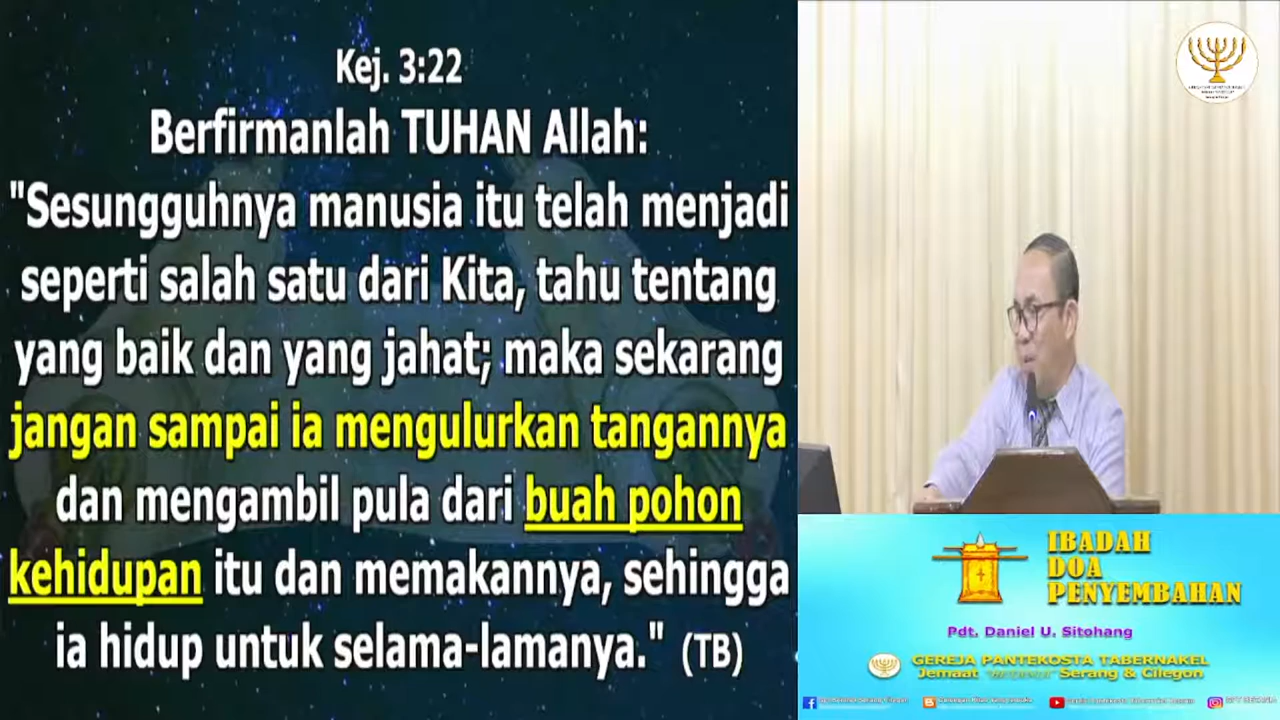 Kej. 3:22
Berfirmanlah TUHAN Allah:
"Sesungguhnya manusia itu telah menjadi
seperti salah satu dari Kita, tahu tentang
yang baik dan yang jahat; maka sekarang
jangan sampai ia mengulurkan tangannya
dan mengambil pula dari buah pohon
kehidupan itu dan memakannya, sehingga
ia hidup untuk selama-lamanya." (TB)
IBADAH
DOA
PENYEMBAHAN
Pdt. Daniel U. Sitohang
GEREJA PANTEKOSTA TABERNAKEL
Jemaat "BETANIA" Serang & Cilegon